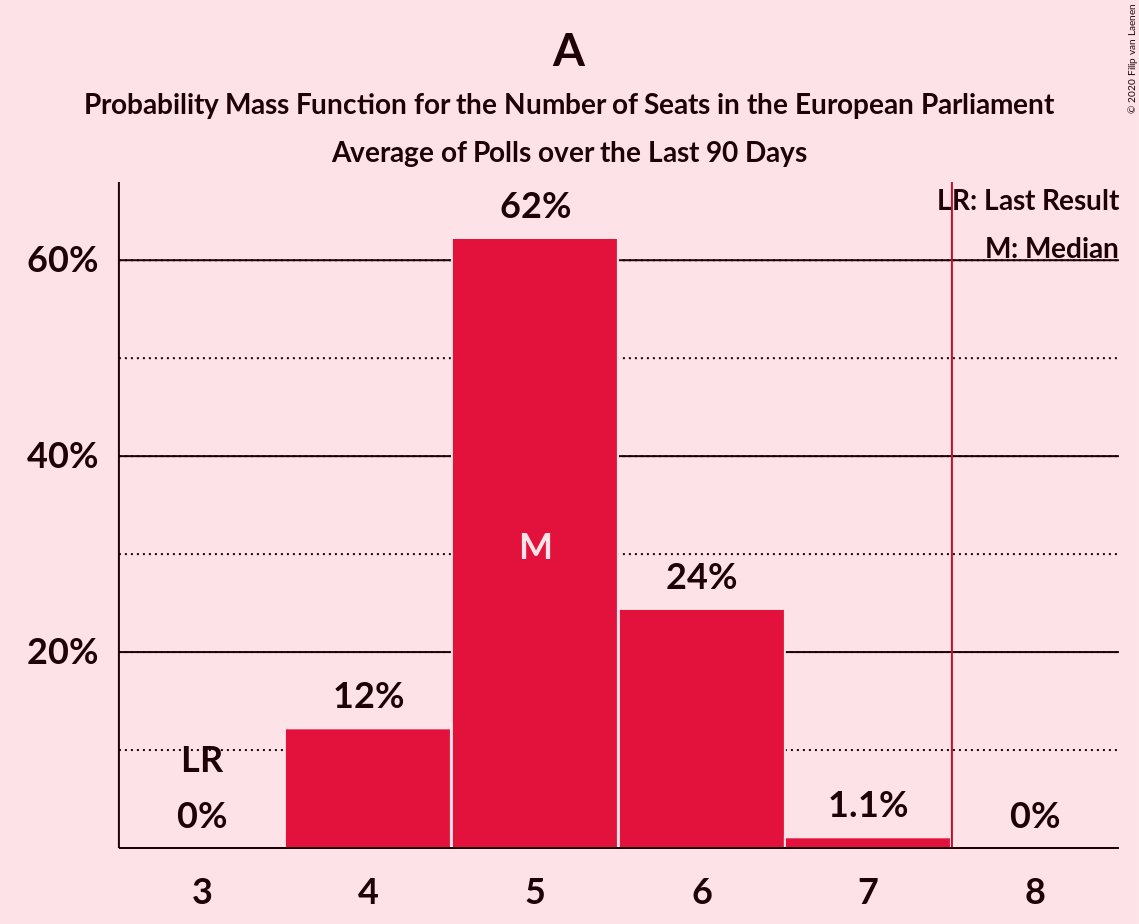 A
Probability Mass Function for the Number of Seats in the European Parliament
Average of Polls over the Last 90 Days
© 2020 Filip van Laenen
LR: Last Result
M: Median
62%
60%
40%
M
24%
20%
12%
LR
0%
1.1%
0%
3 4 5 6 7 8